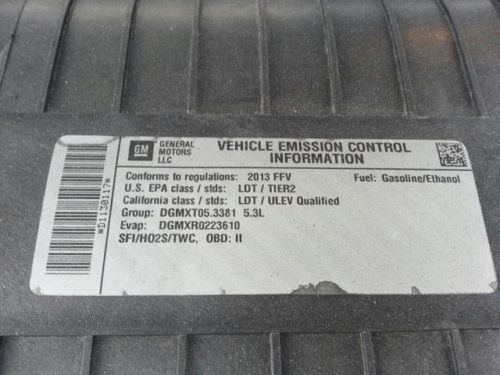 GM GENERAL MOTORS LLC
VEHICLE EMISSION CONTROL
INFORMATION
Conforms to regulations: 2013 FFV Fuel: Gasoline/Ethanol
U.S. EPA class / stds: LDT / TIER2
California class / stds: LDT / ULEV Qualified
Group: DGMXT05.3381 5.3L
Evap: DGMXR0223610
SFI/HO2S/TWC, OBD: II
*D1130117*